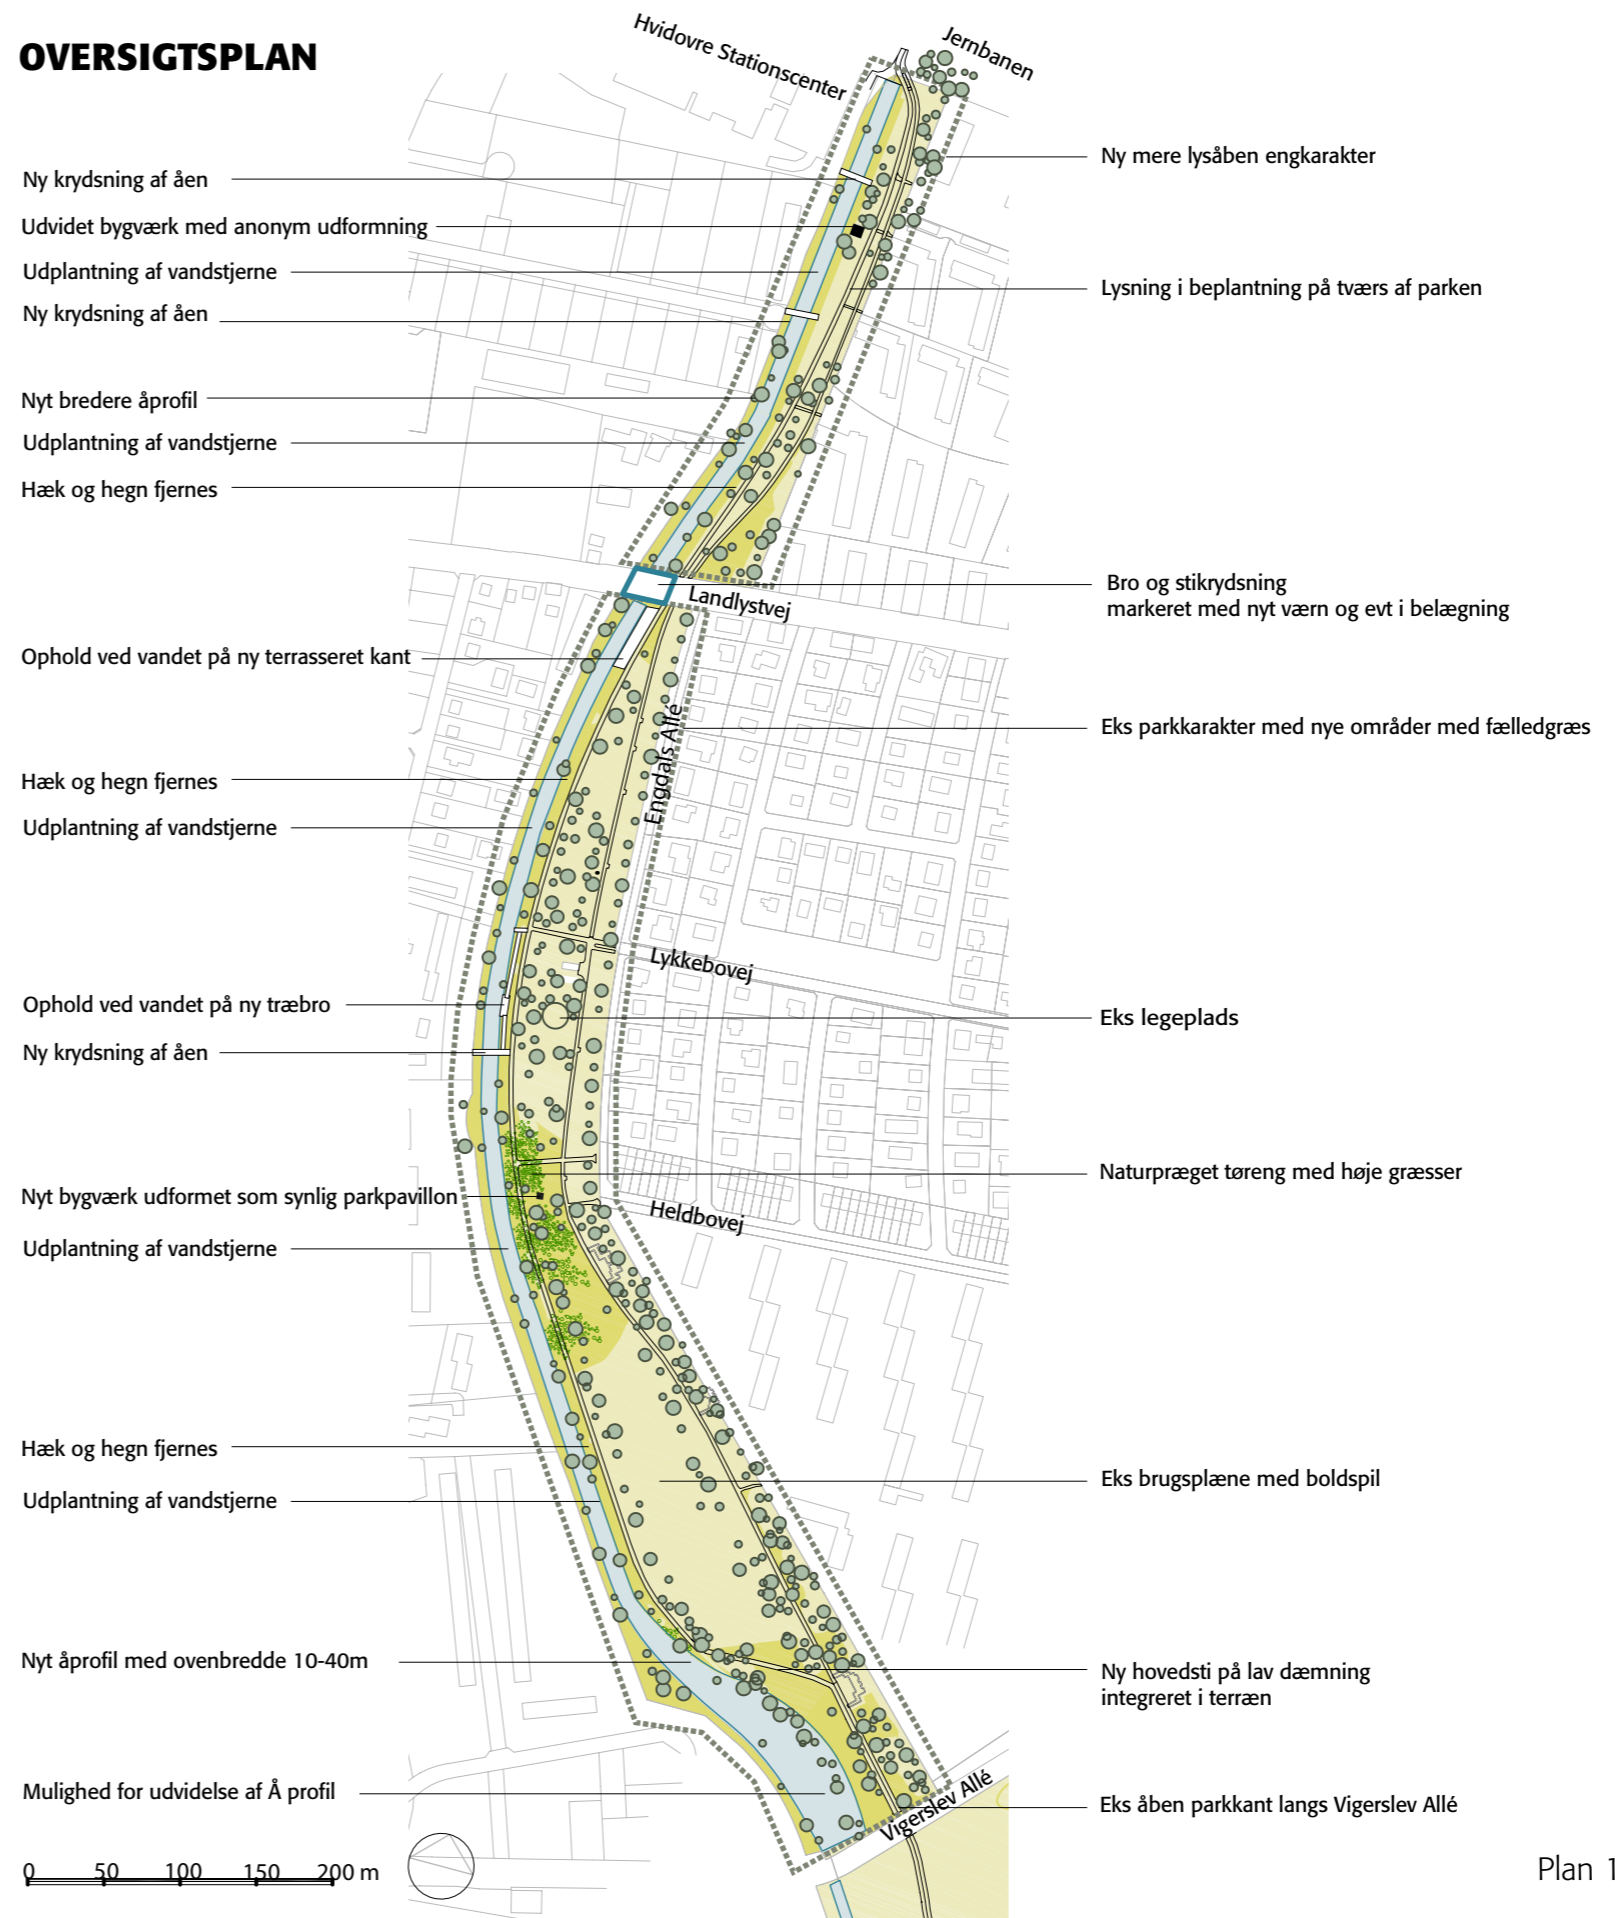 OVERSIGTSPLAN
Hvidovre Stationscenter
Jernbanen
Ny krydsning af åen
Udvidet bygværk med anonym udformning
Udplantning af vandstjerne
Ny krydsning af åen
Nyt bredere åprofil
Udplantning af vandstjerne
Hæk og hegn fjernes
Ophold ved vandet på ny terrasseret kant
Hæk og hegn fjernes
Udplantning af vandstjerne
Ophold ved vandet på ny træbro
Ny krydsning af åen
Nyt bygværk udformet som synlig parkpavillon
Udplantning af vandstjerne
Hæk og hegn fjernes
Udplantning af vandstjerne
Nyt åprofil med ovenbredde 10-40m
Mulighed for udvidelse af Å profil
Landlystvej
Engdals Allé
Lykkebovej
Heldbovej
Vigerslev Allé
Ny mere lysåben engkarakter
Lysning i beplantning på tværs af parken
Bro og stikrydsning
markeret med nyt værn og evt i belægning
Eks parkkarakter med nye områder med fælledgræs
Eks legeplads
Naturpræget tøreng med høje græsser
Eks brugsplæne med boldspil
Ny hovedsti på lav dæmning
integreret i terræn
Eks åben parkkant langs Vigerslev Allé
0 50 100 150 200 m
Plan 1